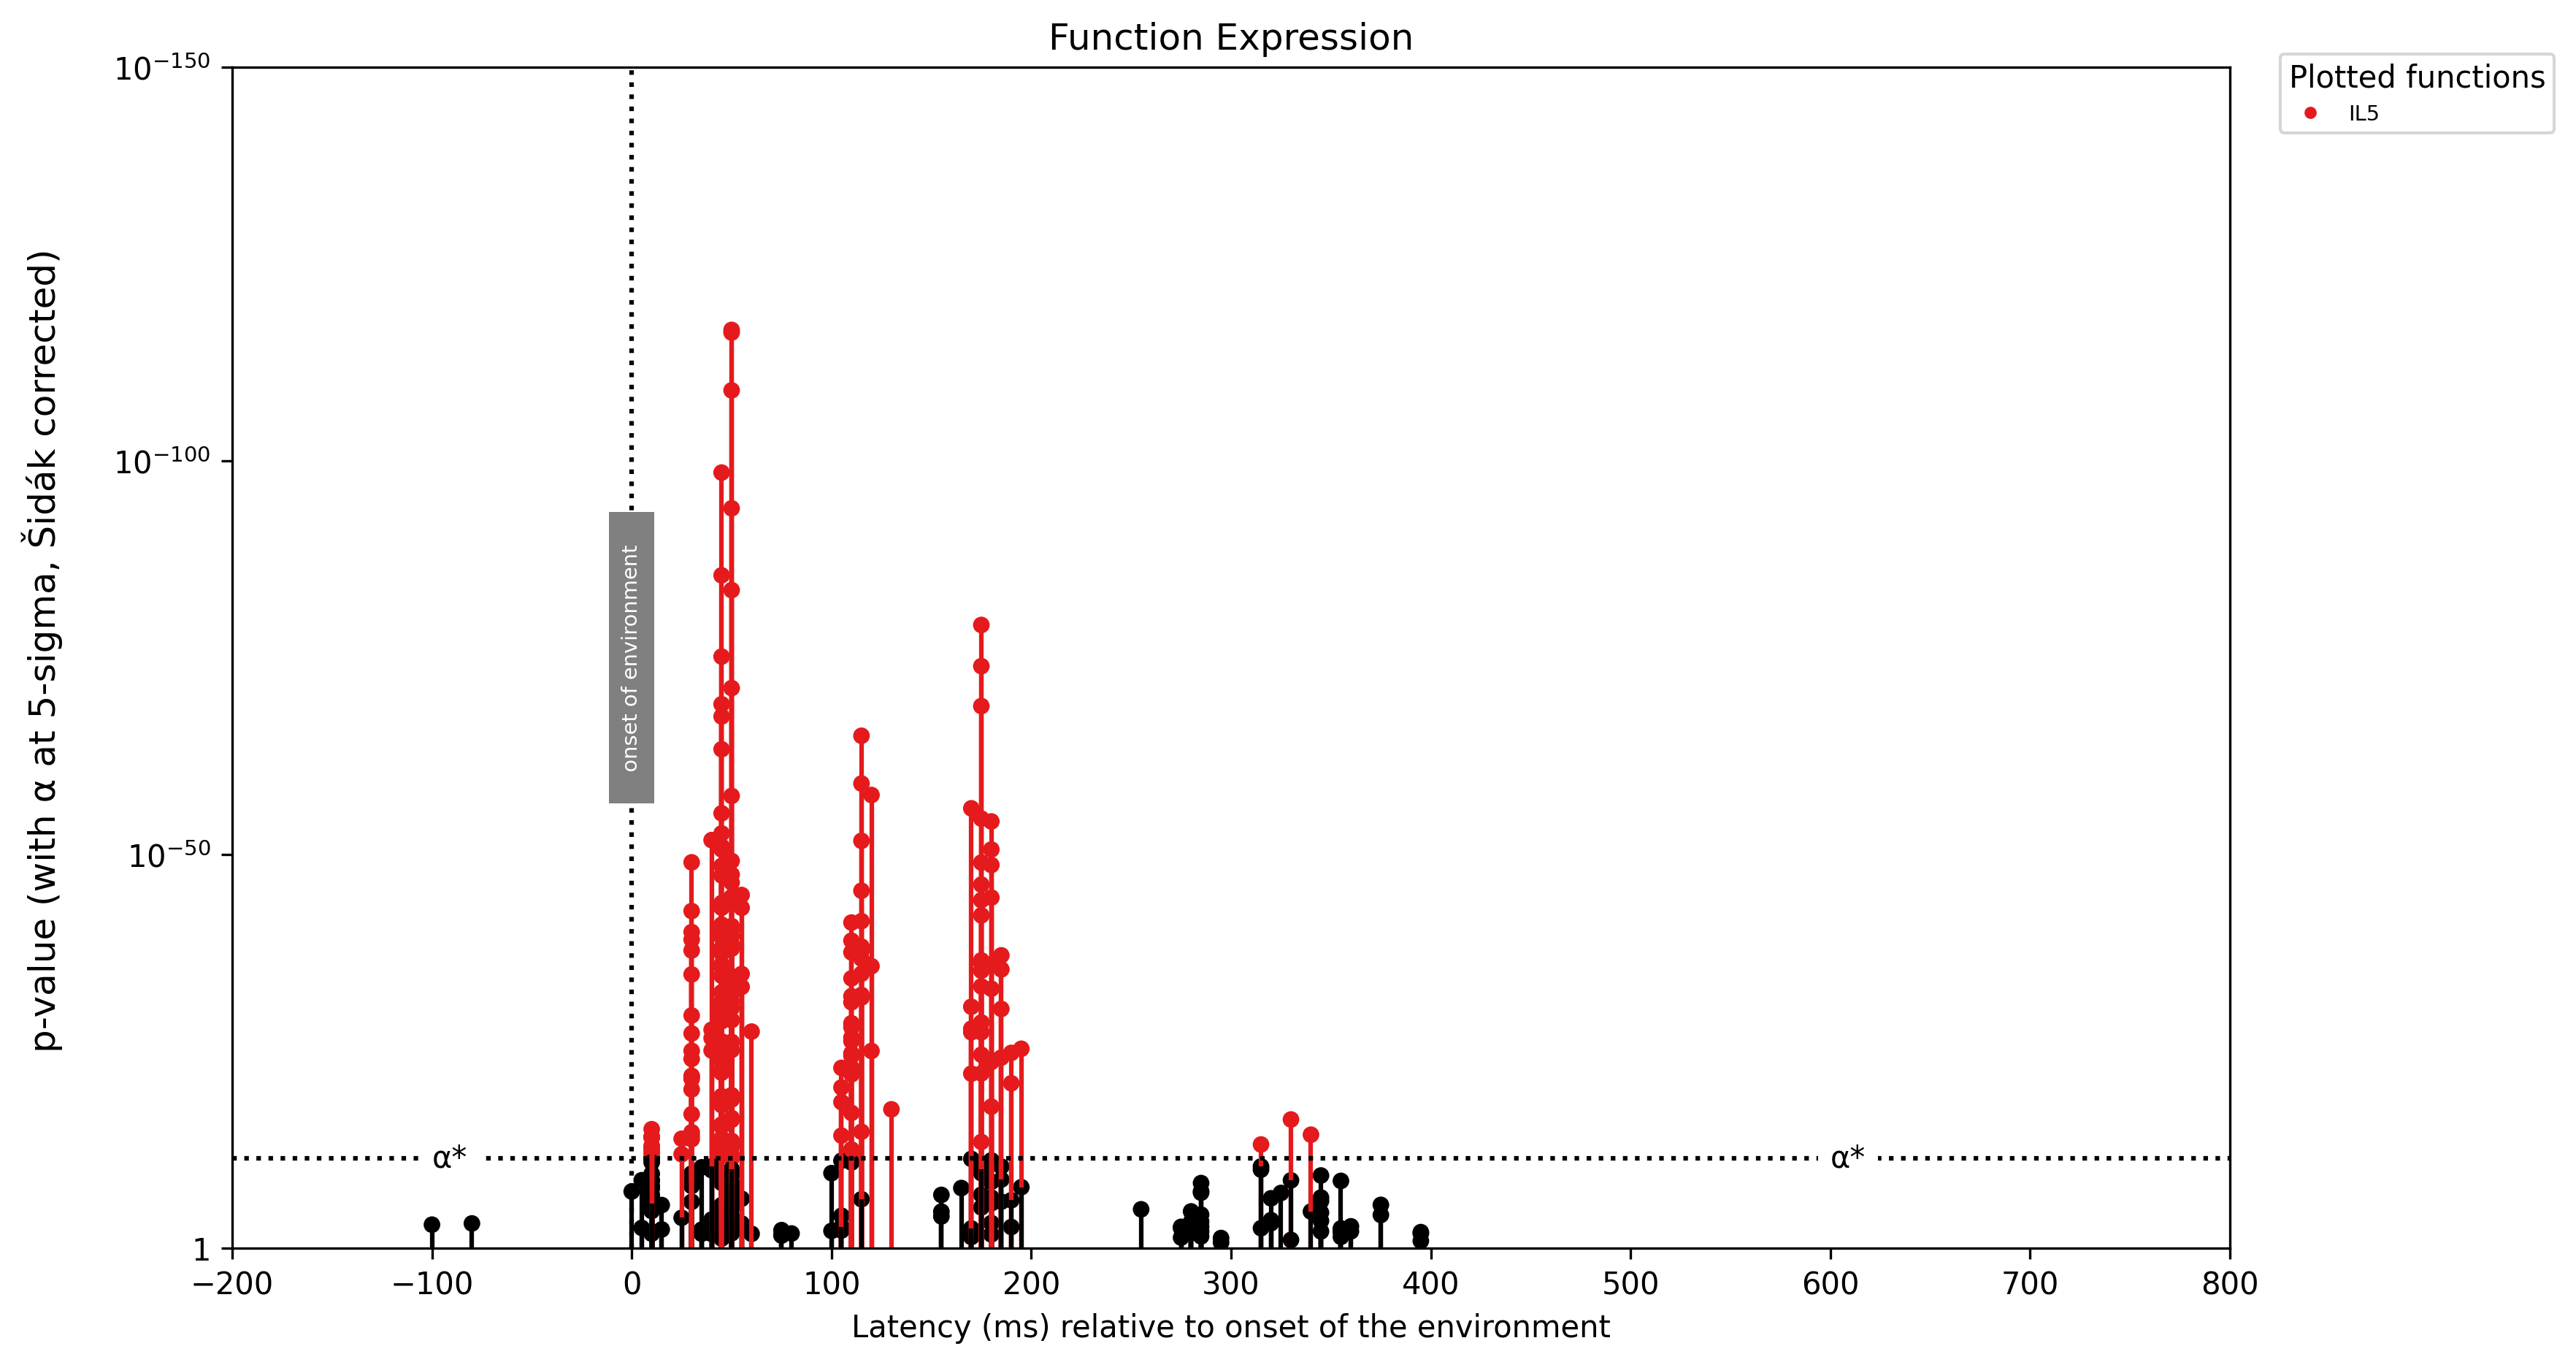 Function Expression
Plotted functions
IL5
10⁻¹⁵⁰
10⁻¹⁰⁰
10⁻⁵⁰
1
p-value (with α at 5-sigma, Šidák corrected)
onset of environment
α*
α*
−200 −100 0 100 200 300 400 500 600 700 800
Latency (ms) relative to onset of the environment